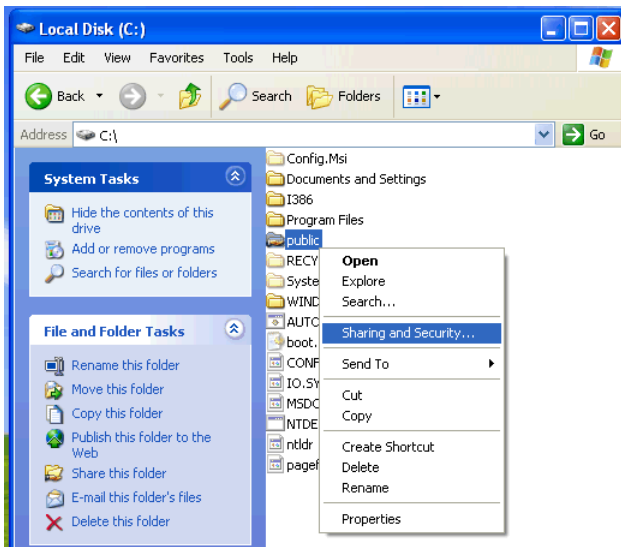 Local Disk (C:)
File Edit View Favorites Tools Help
Back Search Folders
Address C:\ Go
System Tasks
Hide the contents of this
drive
Add or remove programs
Search for files or folders
File and Folder Tasks
Rename this folder
Move this folder
Copy this folder
Publish this folder to the
Web
Share this folder
E-mail this folder's files
Delete this folder
Config.Msi
Documents and Settings
I386
Program Files
public
RECY
Syste
WIND
AUTO
boot.
CONF
IO.SY
MSDO
NTDE
ntldr
pagef
Open
Explore
Search...
Sharing and Security...
Send To
Cut
Copy
Create Shortcut
Delete
Rename
Properties